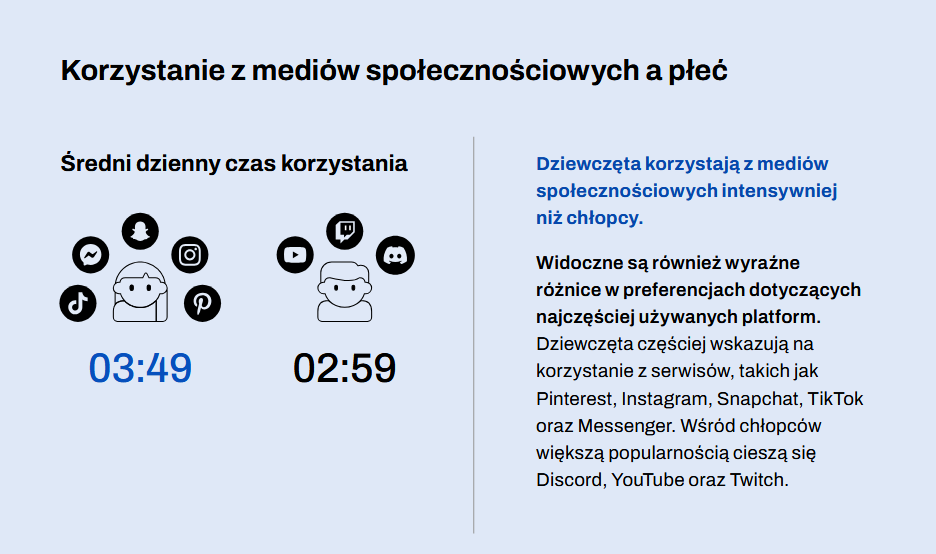 Korzystanie z mediów społecznościowych a płeć
Średni dzienny czas korzystania
03:49
02:59
Dziewczęta korzystają z mediów
społecznościowych intensywniej
niż chłopcy.
Widoczne są również wyraźne
różnice w preferencjach dotyczących
najczęściej używanych platform.
Dziewczęta częściej wskazują na
korzystanie z serwisów, takich jak
Pinterest, Instagram, Snapchat, TikTok
oraz Messenger. Wśród chłopców
większą popularnością cieszą się
Discord, YouTube oraz Twitch.